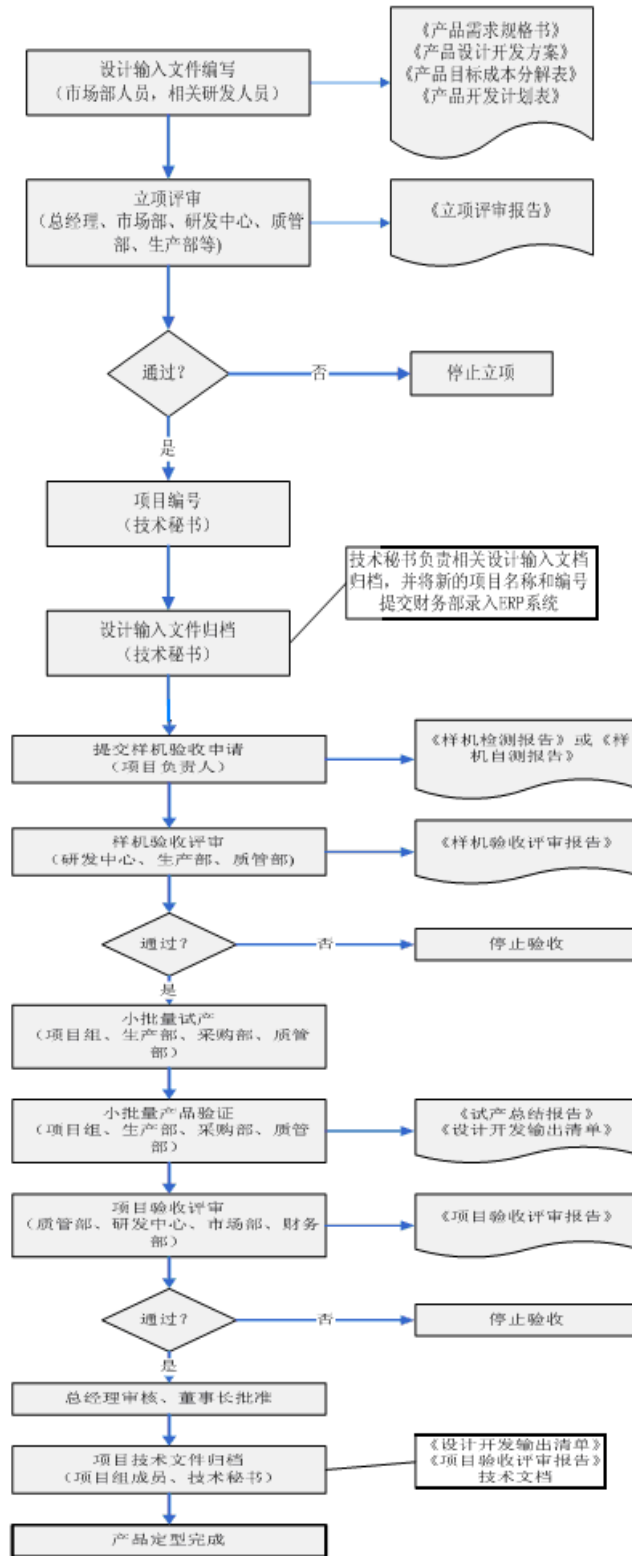 设计输入文件编写
（市场部人员，相关研发人员）
《产品需求规格书》
《产品设计开发方案》
《产品目标成本分解表》
《产品开发计划表》
立项评审
（总经理、市场部、研发中心、质管
部、生产部等)
《立项评审报告》
通过？
否
停止立项
是
项目编号
（技术秘书）
技术秘书负责相关设计输入文档
归档，并将新的项目名称和编号
提交财务部录入ERP系统
设计输入文件归档
（技术秘书）
提交样机验收申请
（项目负责人）
《样机检测报告》或《样
机自测报告》
样机验收评审
（研发中心、生产部、质管部)
《样机验收评审报告》
通过？
否
停止验收
是
小批量试产
（项目组、生产部、采购部、质管
部）
小批量产品验证
（项目组、生产部、采购部、质管
部）
《试产总结报告》
《设计开发输出清单》
项目验收评审
（质管部、研发中心、市场部、财务
部）
《项目验收评审报告》
通过？
否
停止验收
是
总经理审核、董事长批准
项目技术文件归档
（项目组成员、技术秘书）
《设计开发输出清单》
《项目验收评审报告》
技术文档
产品定型完成